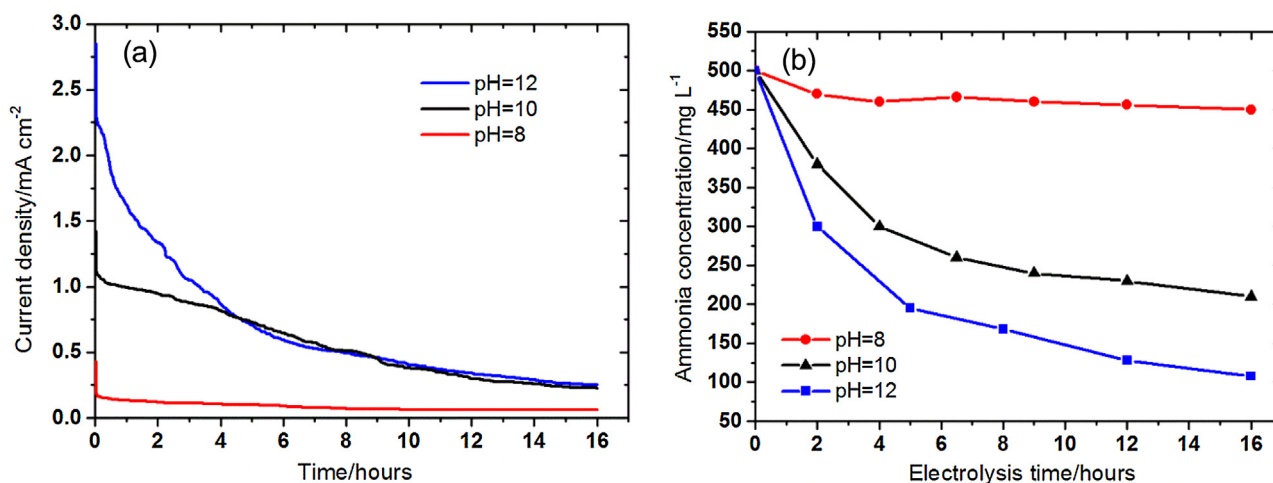 (a)
pH=12
pH=10
pH=8
Current density/mA cm⁻²
3.0
2.5
2.0
1.5
1.0
0.5
0.0
0 2 4 6 8 10 12 14 16
Time/hours
(b)
Ammonia concentration/mg L⁻¹
550
500
450
400
350
300
250
200
150
100
50
pH=8
pH=10
pH=12
0 2 4 6 8 10 12 14 16
Electrolysis time/hours